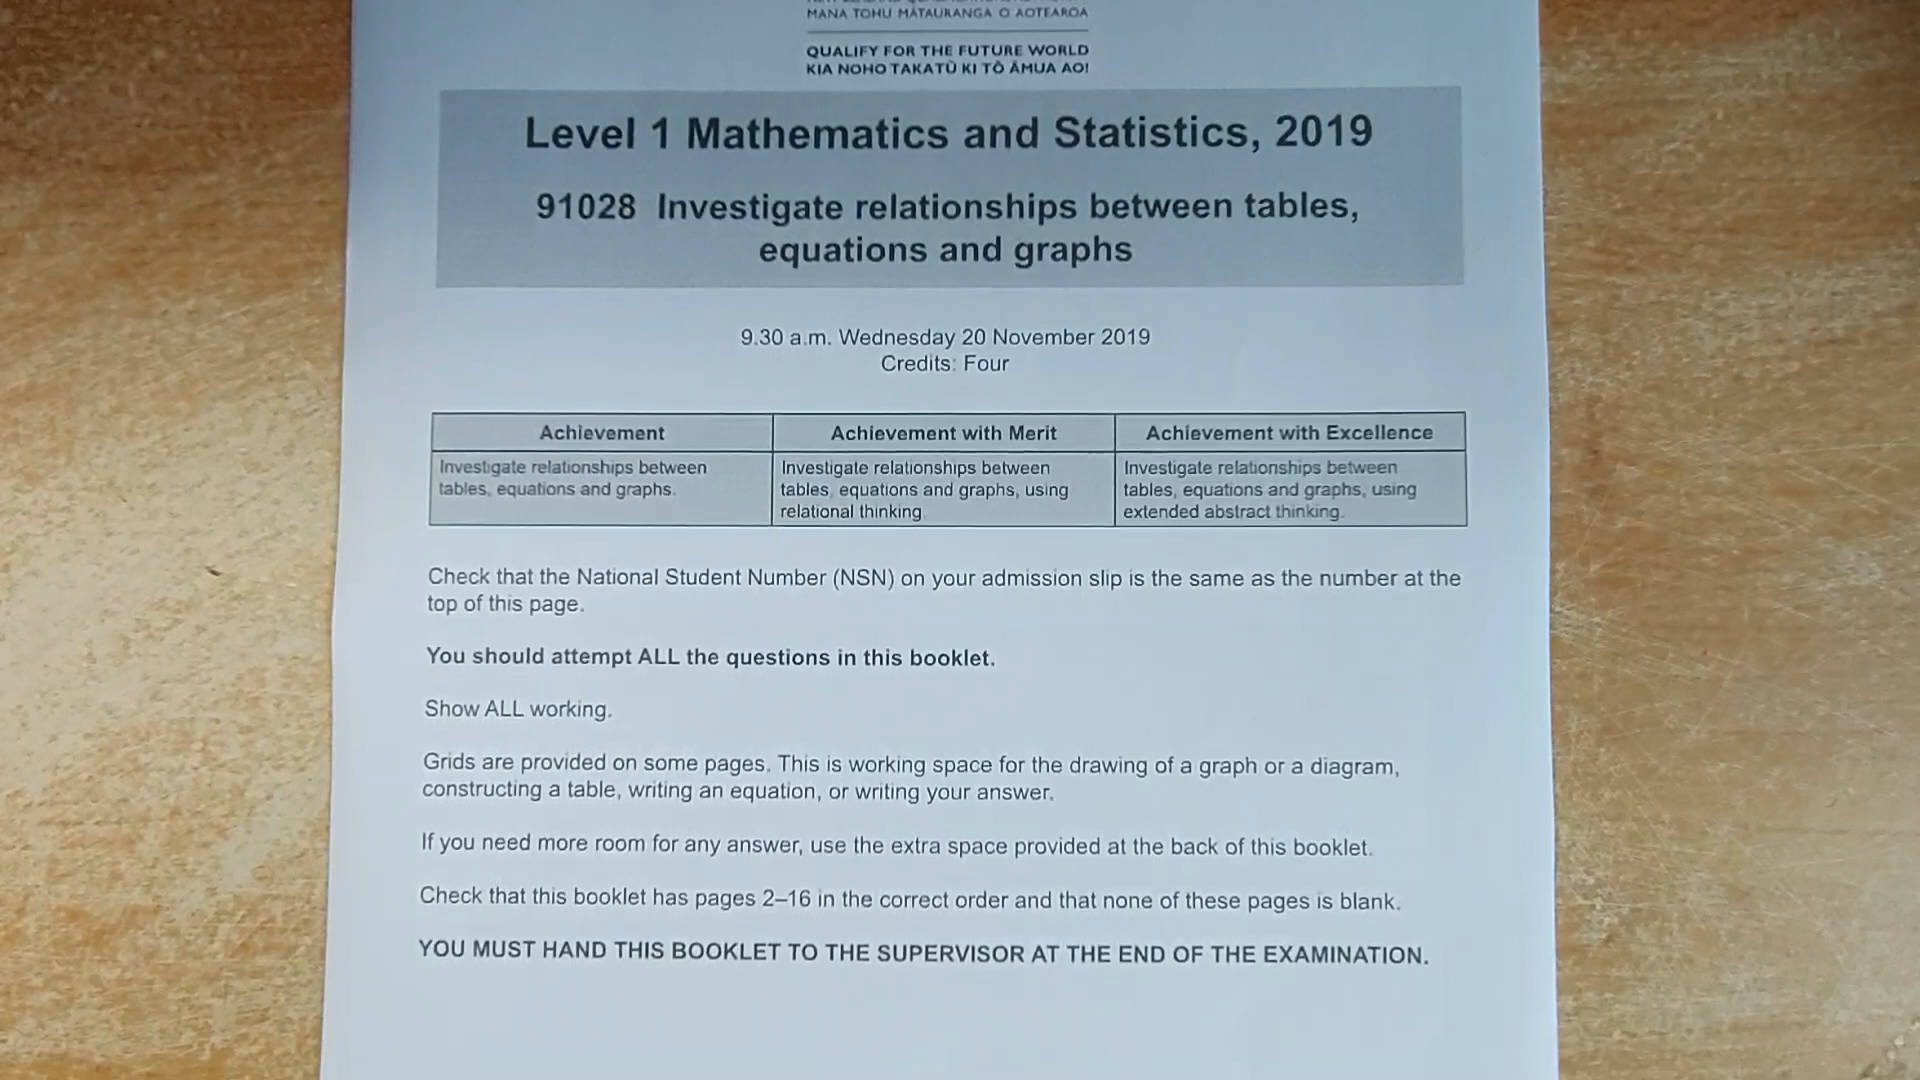 MANA TOHU MĀTAURANGA O AOTEAROA
QUALIFY FOR THE FUTURE WORLD
KIA NOHO TAKATŪ KI TŌ ĀMUA AO!
Level 1 Mathematics and Statistics, 2019
91028 Investigate relationships between tables,
equations and graphs
9.30 a.m. Wednesday 20 November 2019
Credits: Four
Achievement
Achievement with Merit
Achievement with Excellence
Investigate relationships between
tables, equations and graphs.
Investigate relationships between
tables, equations and graphs, using
relational thinking.
Investigate relationships between
tables, equations and graphs, using
extended abstract thinking.
Check that the National Student Number (NSN) on your admission slip is the same as the number at the
top of this page.
You should attempt ALL the questions in this booklet.
Show ALL working.
Grids are provided on some pages. This is working space for the drawing of a graph or a diagram,
constructing a table, writing an equation, or writing your answer.
If you need more room for any answer, use the extra space provided at the back of this booklet.
Check that this booklet has pages 2–16 in the correct order and that none of these pages is blank.
YOU MUST HAND THIS BOOKLET TO THE SUPERVISOR AT THE END OF THE EXAMINATION.